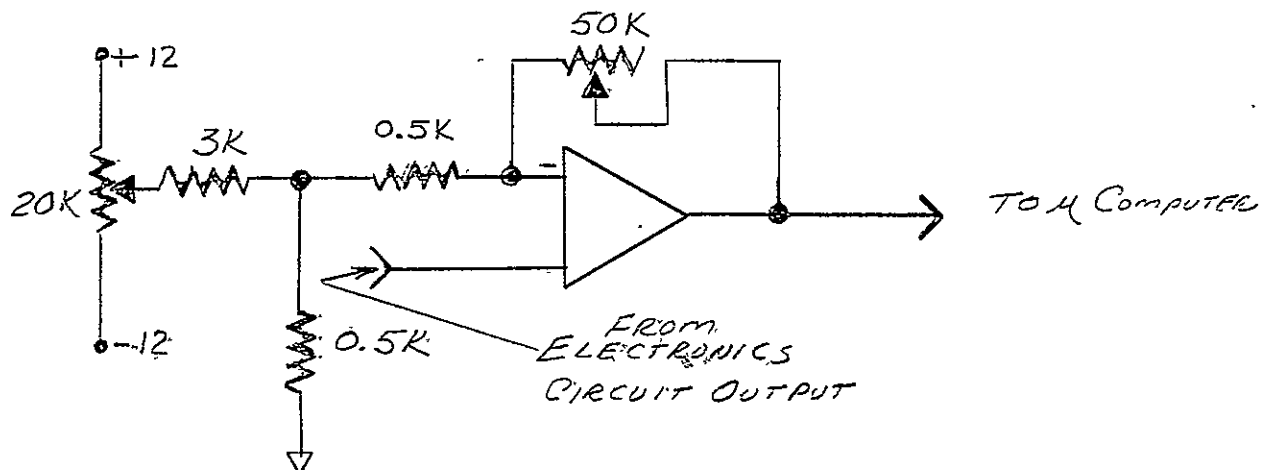 50K
+12
0.5K
3K
-
20K
TO μ COMPUTER
-12
0.5K
FROM
ELECTRONICS
CIRCUIT OUTPUT